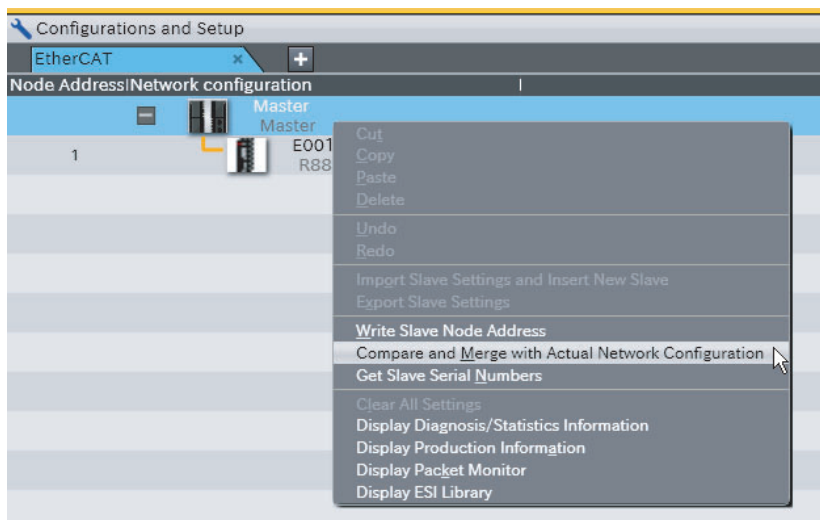 Configurations and Setup
EtherCAT × +
Node Address|Network configuration
Master
Master
1 E001
R88
Cut
Copy
Paste
Delete
Undo
Redo
Import Slave Settings and Insert New Slave
Export Slave Settings
Write Slave Node Address
Compare and Merge with Actual Network Configuration
Get Slave Serial Numbers
Clear All Settings
Display Diagnosis/Statistics Information
Display Production Information
Display Packet Monitor
Display ESI Library